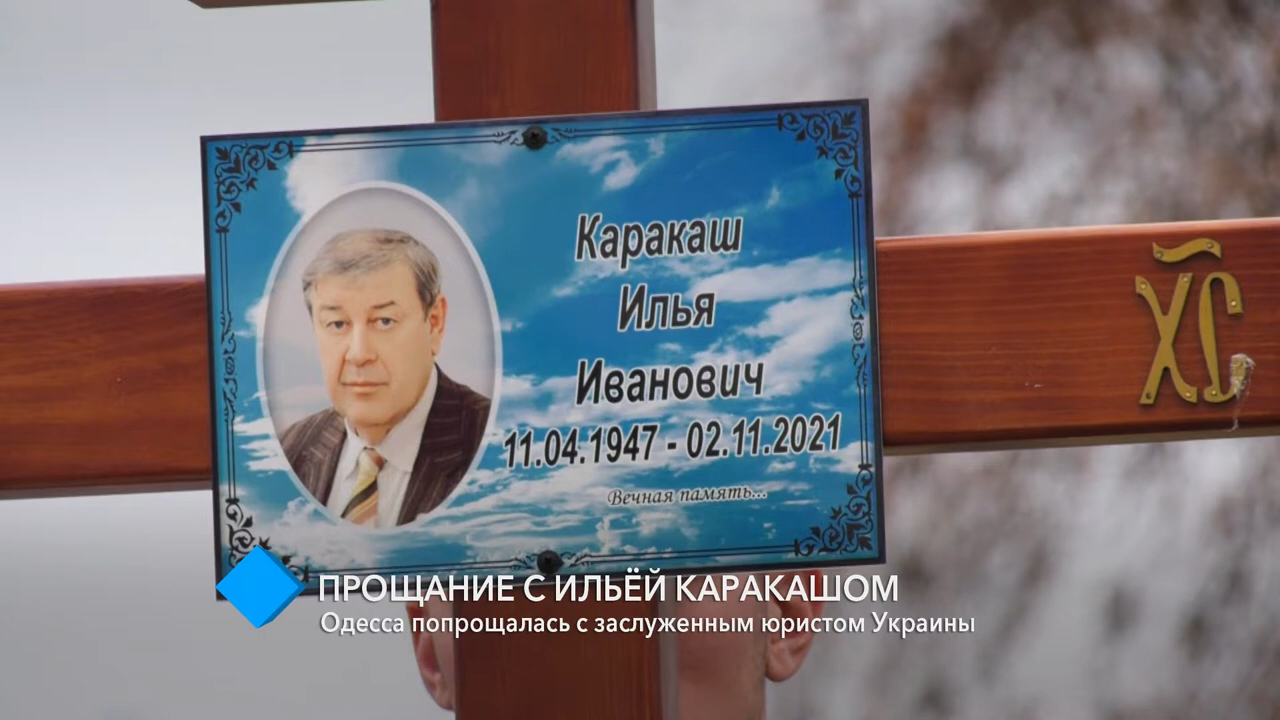 Каракаш
Илья
Иванович
11.04.1947 - 02.11.2021
Вечная память...
ХС
ПРОЩАНИЕ С ИЛЬЁЙ КАРАКАШОМ
Одесса попрощалась с заслуженным юристом Украины